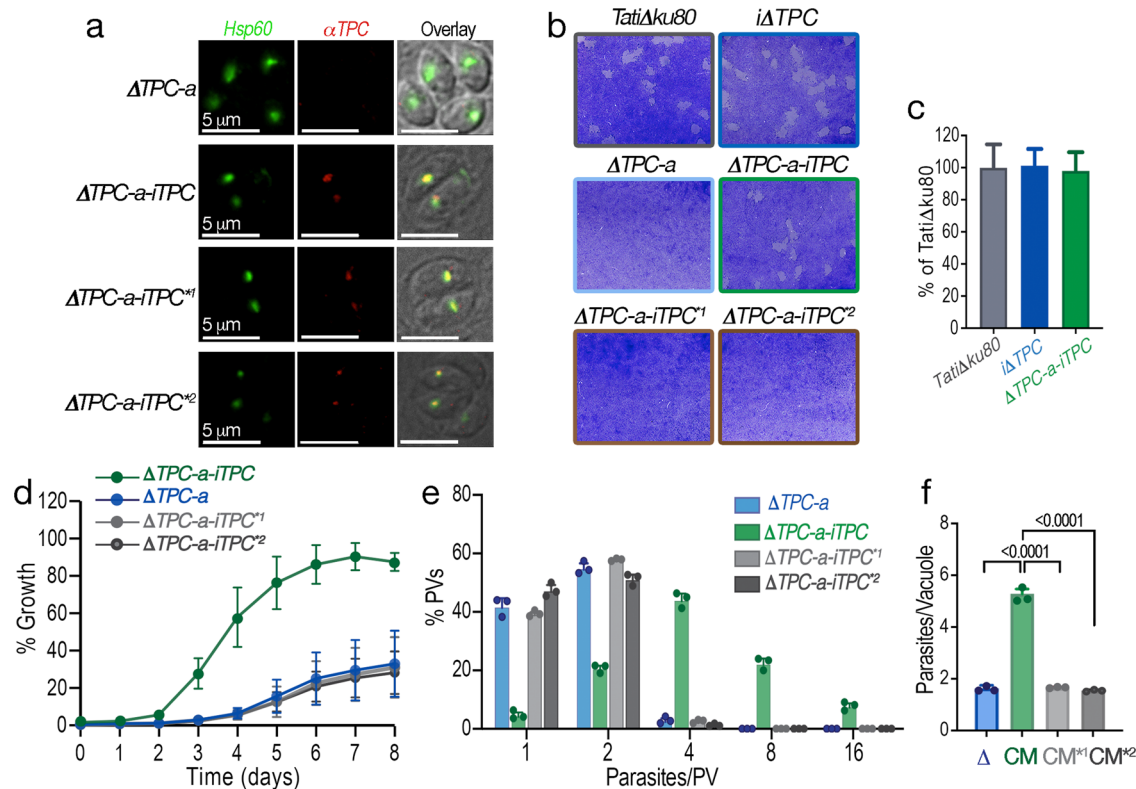 a
Hsp60 αTPC Overlay
ΔTPC-a
5 μm
ΔTPC-a-iTPC
5 μm
ΔTPC-a-iTPC*1
5 μm
ΔTPC-a-iTPC*2
5 μm
b
TatiΔku80 iΔTPC
ΔTPC-a ΔTPC-a-iTPC
ΔTPC-a-iTPC*1 ΔTPC-a-iTPC*2
c
% of TatiΔku80
120
100
80
60
40
20
0
TatiΔku80
iΔTPC
ΔTPC-a-iTPC
d
ΔTPC-a-iTPC
ΔTPC-a
ΔTPC-a-iTPC*1
ΔTPC-a-iTPC*2
% Growth
120
100
80
60
40
20
0
0 1 2 3 4 5 6 7 8
Time (days)
e
% PVs
80
60
40
20
0
ΔTPC-a
ΔTPC-a-iTPC
ΔTPC-a-iTPC*1
ΔTPC-a-iTPC*2
1 2 4 8 16
Parasites/PV
f
Parasites/Vacuole
8
6
4
2
0
<0.0001
<0.0001
Δ CM CM*1 CM*2